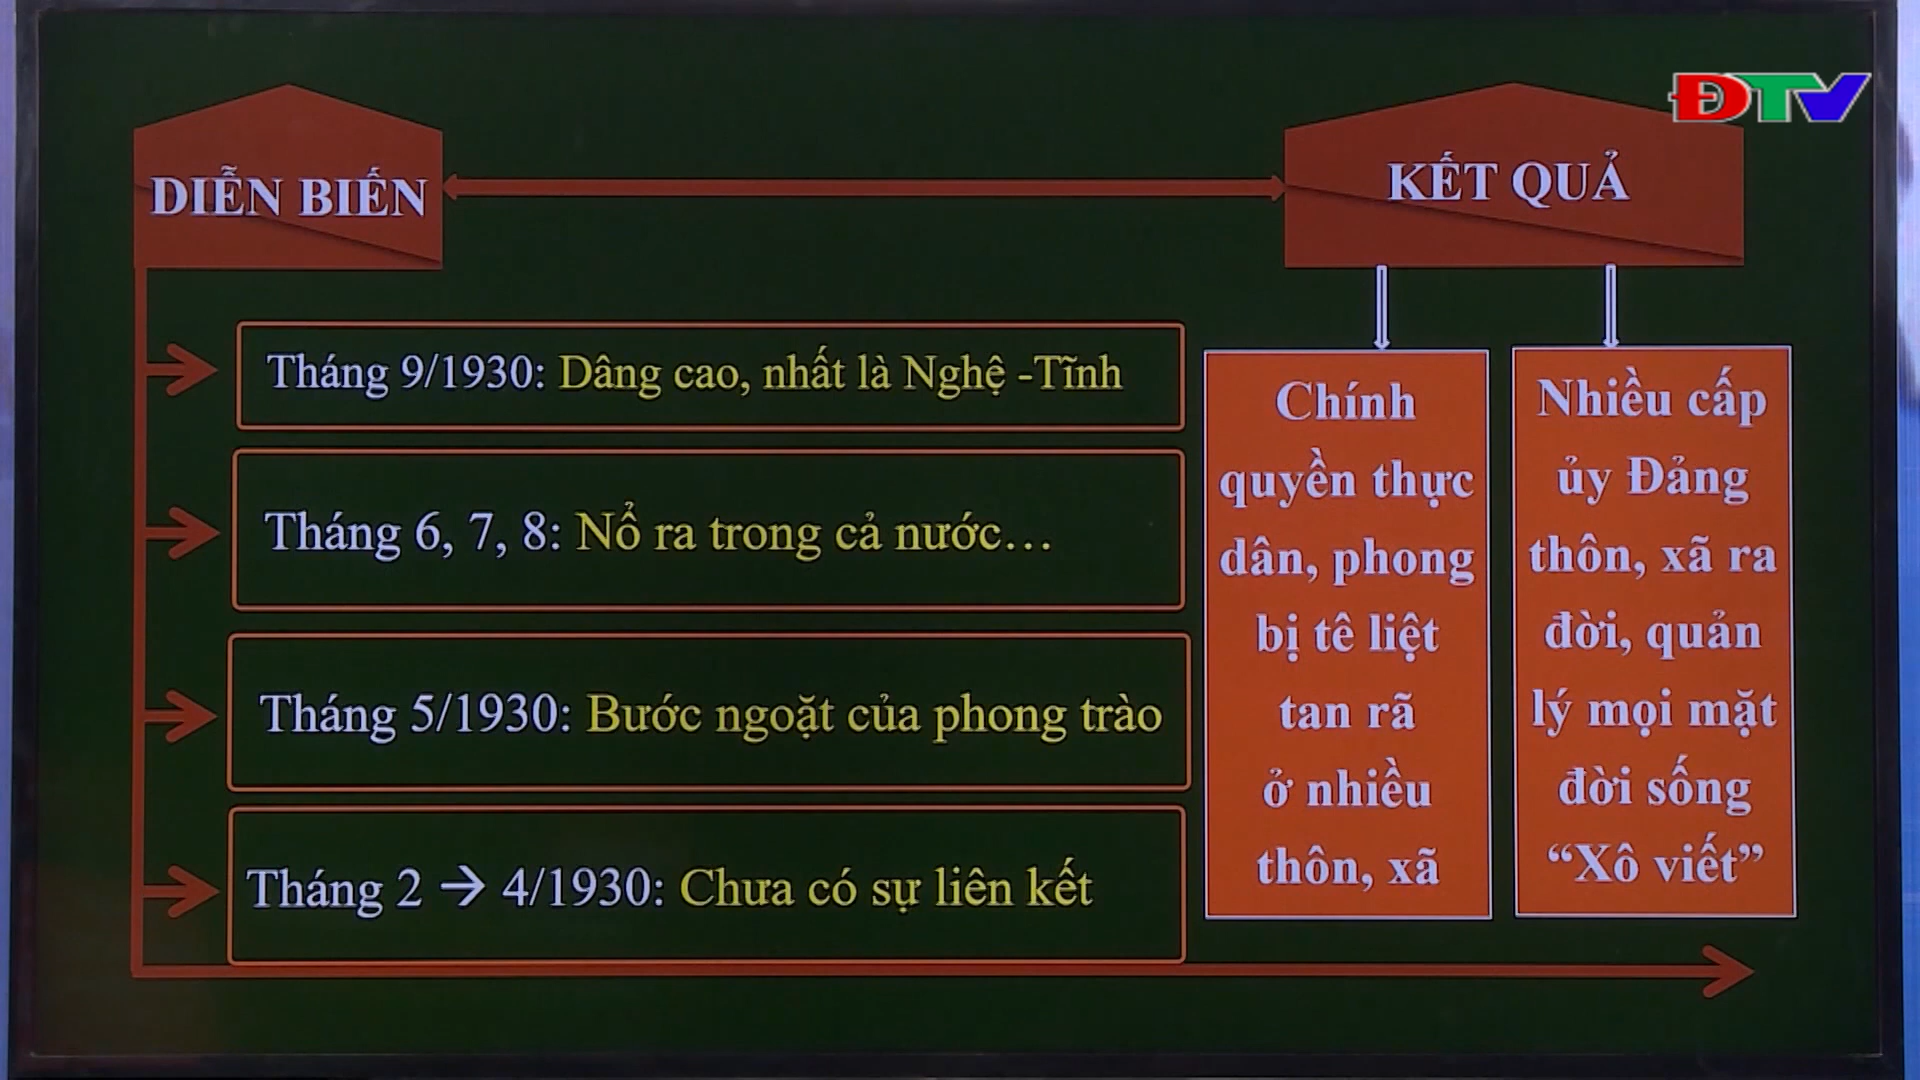 ĐTV
DIỄN BIẾN
KẾT QUẢ
Tháng 9/1930: Dâng cao, nhất là Nghệ -Tĩnh
Tháng 6, 7, 8: Nổ ra trong cả nước…
Tháng 5/1930: Bước ngoặt của phong trào
Tháng 2 → 4/1930: Chưa có sự liên kết
Chính
quyền thực
dân, phong
bị tê liệt
tan rã
ở nhiều
thôn, xã
Nhiều cấp
ủy Đảng
thôn, xã ra
đời, quản
lý mọi mặt
đời sống
“Xô viết”